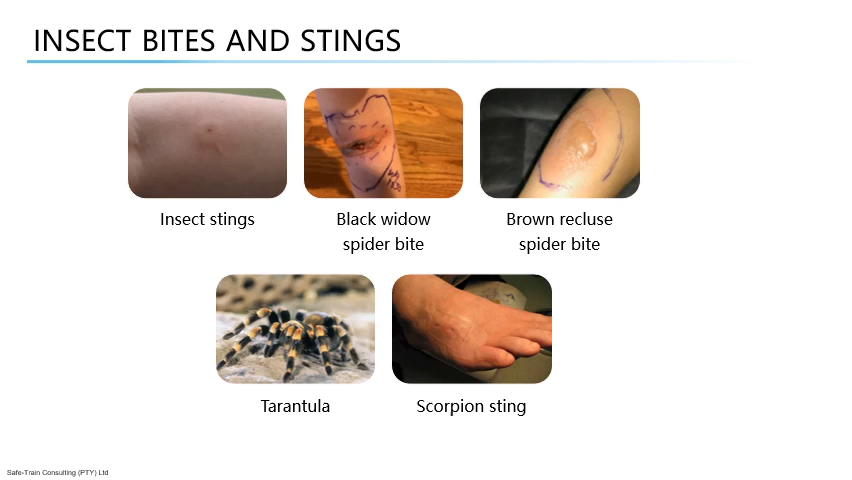 INSECT BITES AND STINGS
Insect stings
Black widow
spider bite
Brown recluse
spider bite
Tarantula
Scorpion sting
Safe-Train Consulting (PTY) Ltd